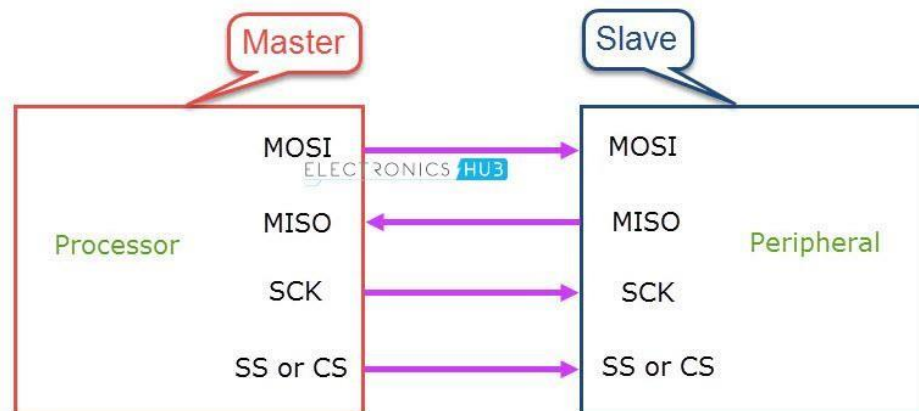 Master
Slave
MOSI
MOSI
ELECTRONICS HUB
MISO
MISO
Processor
Peripheral
SCK
SCK
SS or CS
SS or CS